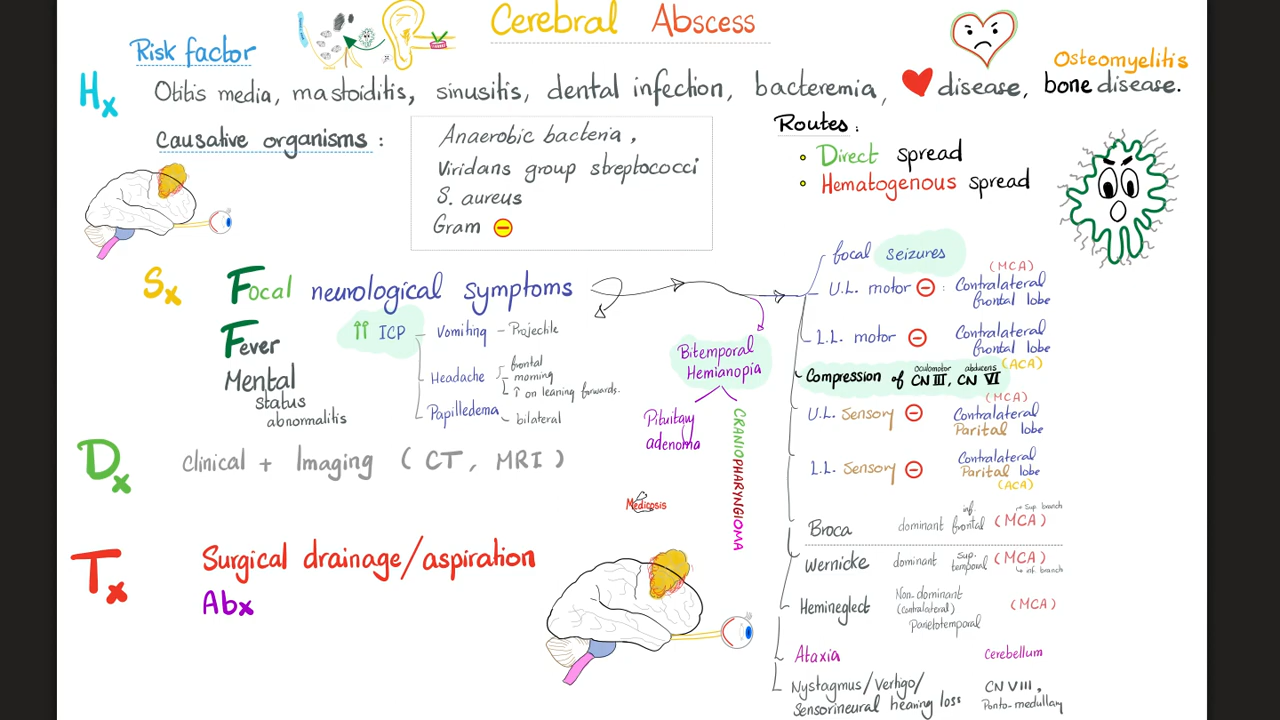 Cerebral Abscess
Risk factor
Osteomyelitis
Hx Otitis media, mastoiditis, sinusitis, dental infection, bacteremia, ♥ disease, bone disease.
Causative organisms :
Anaerobic bacteria,
Viridans group streptococci
S. aureus
Gram ⊖
Routes:
• Direct spread
• Hematogenous spread
Sx Focal neurological symptoms
Fever
Mental
status
abnormalitis
↑↑ ICP
Vomiting - Projectile
Headache
frontal
morning
↑ on leaning forwards.
Papilledema - bilateral
Bitemporal
Hemianopia
Pituitary
adenoma
CRANIOPHARYNGIOMA
focal seizures
(MCA)
U.L. motor ⊖ : Contralateral
frontal lobe
L.L. motor ⊖ Contralateral
frontal lobe
(ACA)
oculomotor abducens
Compression of CN III, CN VI
(MCA)
U.L. Sensory ⊖ Contralateral
Parital lobe
L.L. Sensory ⊖ Contralateral
Parital lobe
(ACA)
Broca dominant inf. frontal (MCA) → Sup. branch
Wernicke dominant sup. temporal (MCA)
↳ inf. branch
Hemineglect Non-dominant
(contralateral)
Parietotemporal
(MCA)
Ataxia Cerebellum
Nystagmus/Vertigo/
Sensorineural hearing loss
CN VIII,
Ponto-medullary
Dx Clinical + Imaging (CT, MRI)
Medicosis
Tx Surgical drainage/aspiration
Abx